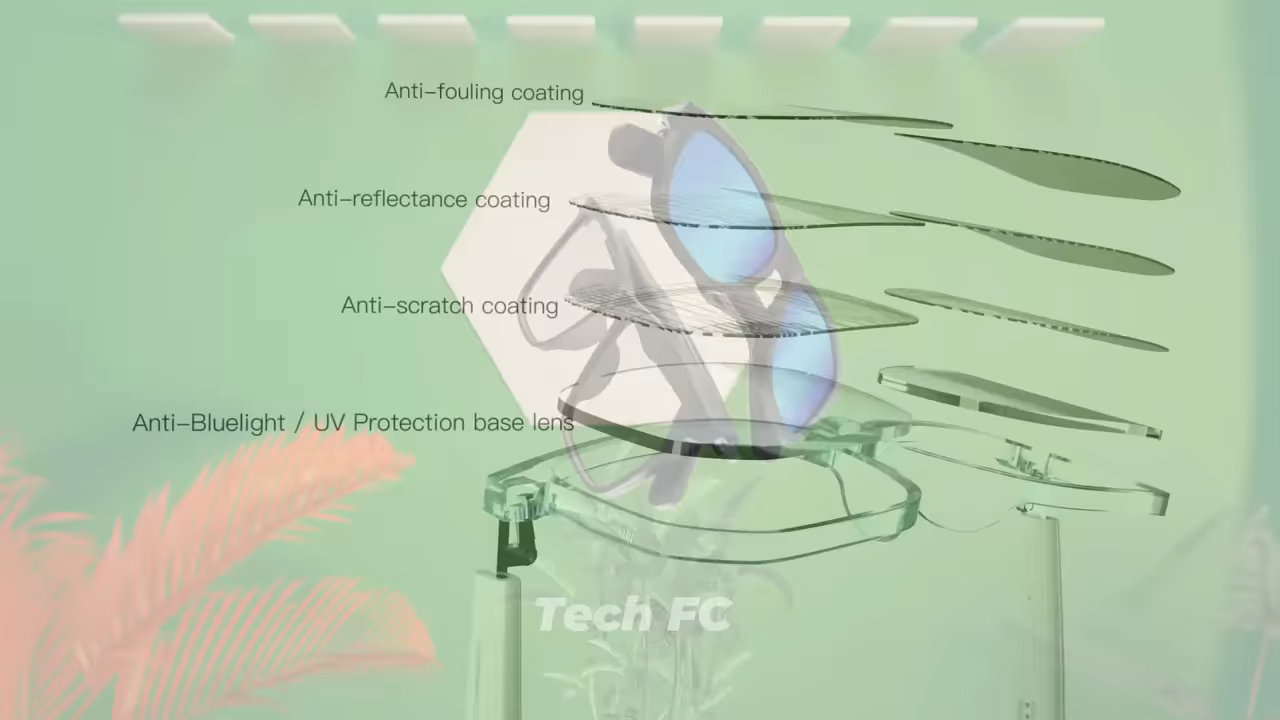 Anti-fouling coating
Anti-reflectance coating
Anti-scratch coating
Anti-Bluelight / UV Protection base lens
Tech FC